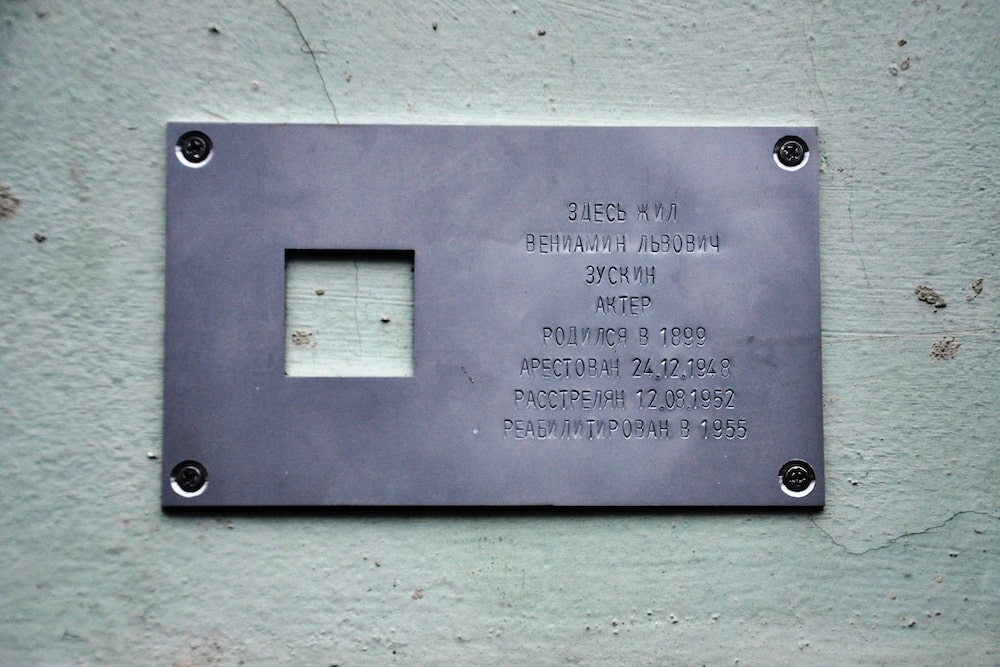 ЗДЕСЬ ЖИЛ
ВЕНИАМИН ЛЬВОВИЧ
ЗУСКИН
АКТЕР
РОДИЛСЯ В 1899
АРЕСТОВАН 24.12.1948
РАССТРЕЛЯН 12.08.1952
РЕАБИЛИТИРОВАН В 1955